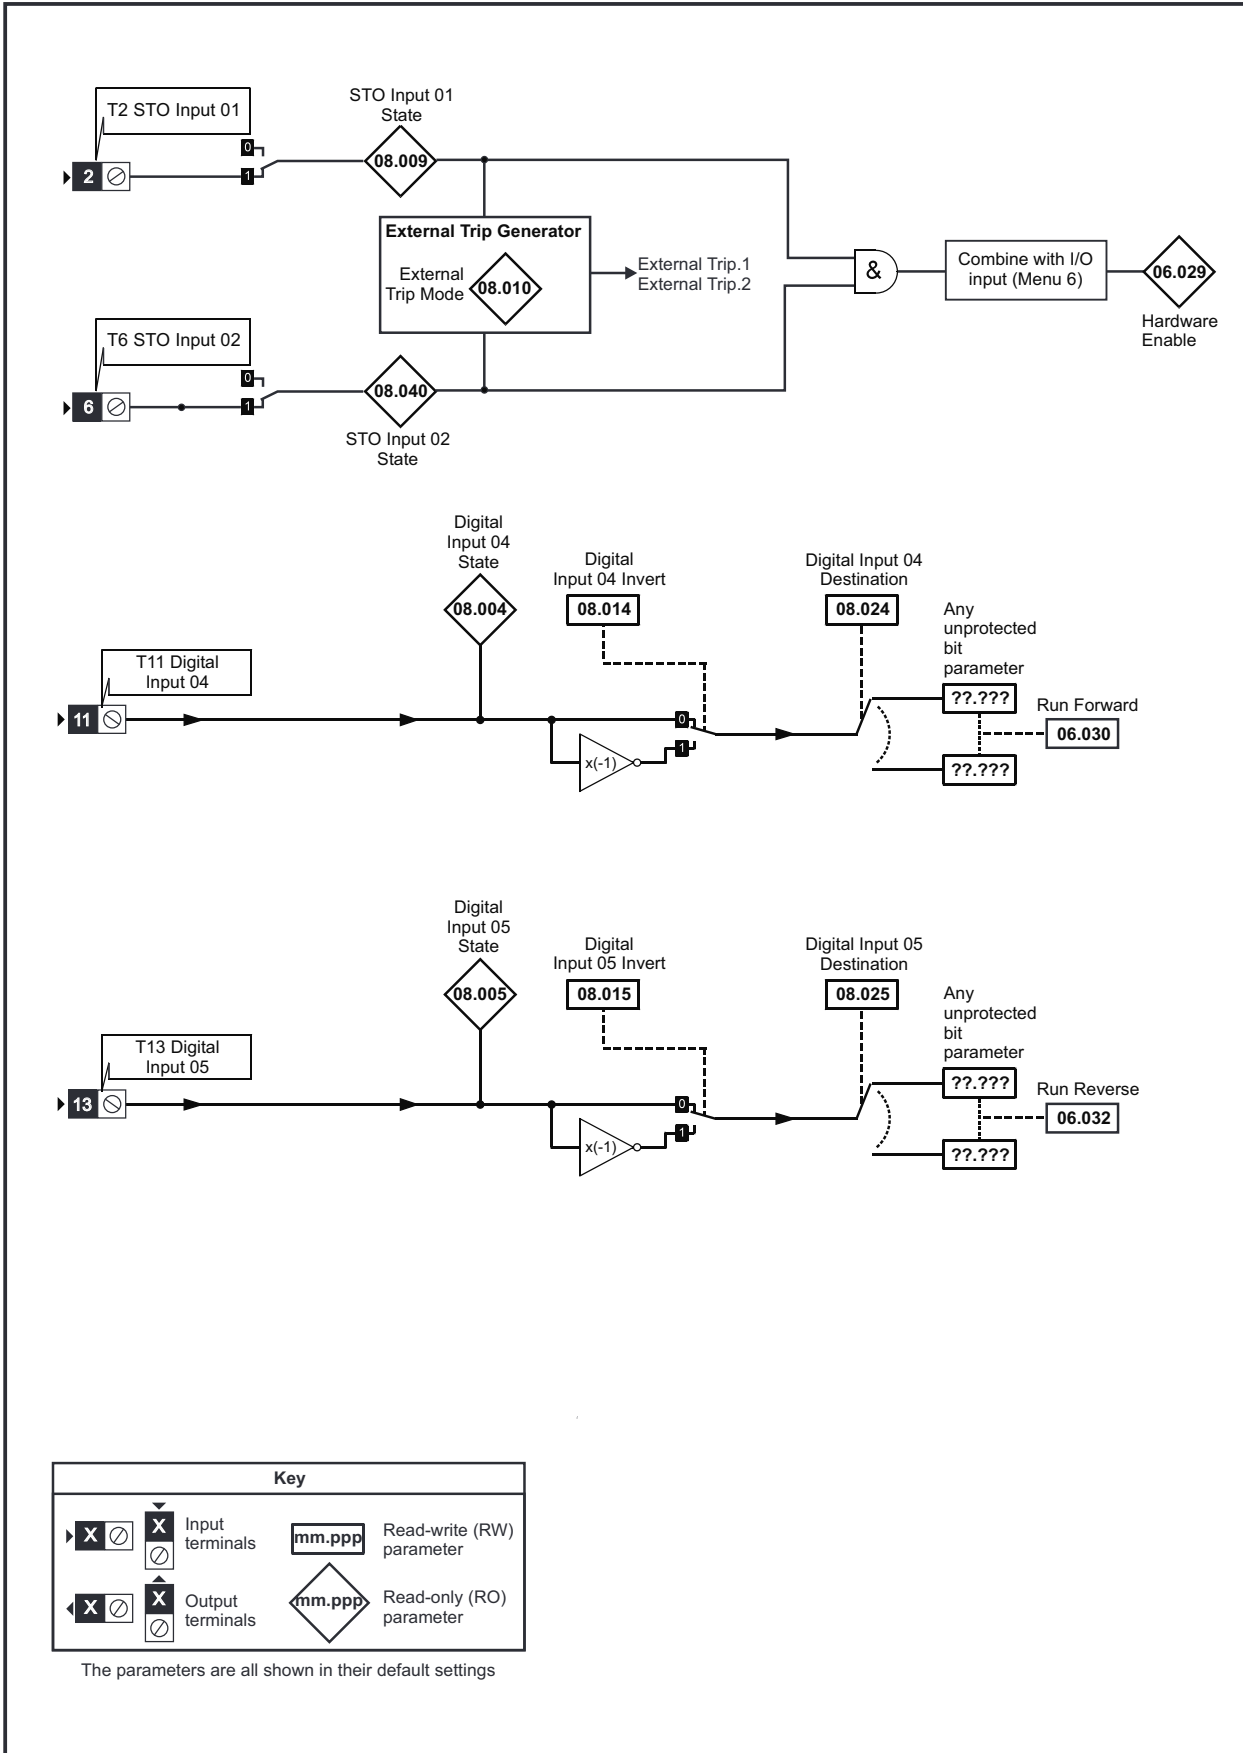 T2 STO Input 01
STO Input 01
State
0
1
2
08.009
External Trip Generator
External
Trip Mode
08.010
External Trip.1
External Trip.2
&
Combine with I/O
input (Menu 6)
06.029
Hardware
Enable
T6 STO Input 02
0
1
6
08.040
STO Input 02
State
Digital
Input 04
State
08.004
Digital
Input 04 Invert
08.014
Digital Input 04
Destination
08.024
Any
unprotected
bit
parameter
T11 Digital
Input 04
11
0
1
x(-1)
??.???
??.???
Run Forward
06.030
Digital
Input 05
State
08.005
Digital
Input 05 Invert
08.015
Digital Input 05
Destination
08.025
Any
unprotected
bit
parameter
T13 Digital
Input 05
13
0
1
x(-1)
??.???
??.???
Run Reverse
06.032
Key
X
X
Input
terminals
mm.ppp
Read-write (RW)
parameter
X
X
Output
terminals
mm.ppp
Read-only (RO)
parameter
The parameters are all shown in their default settings